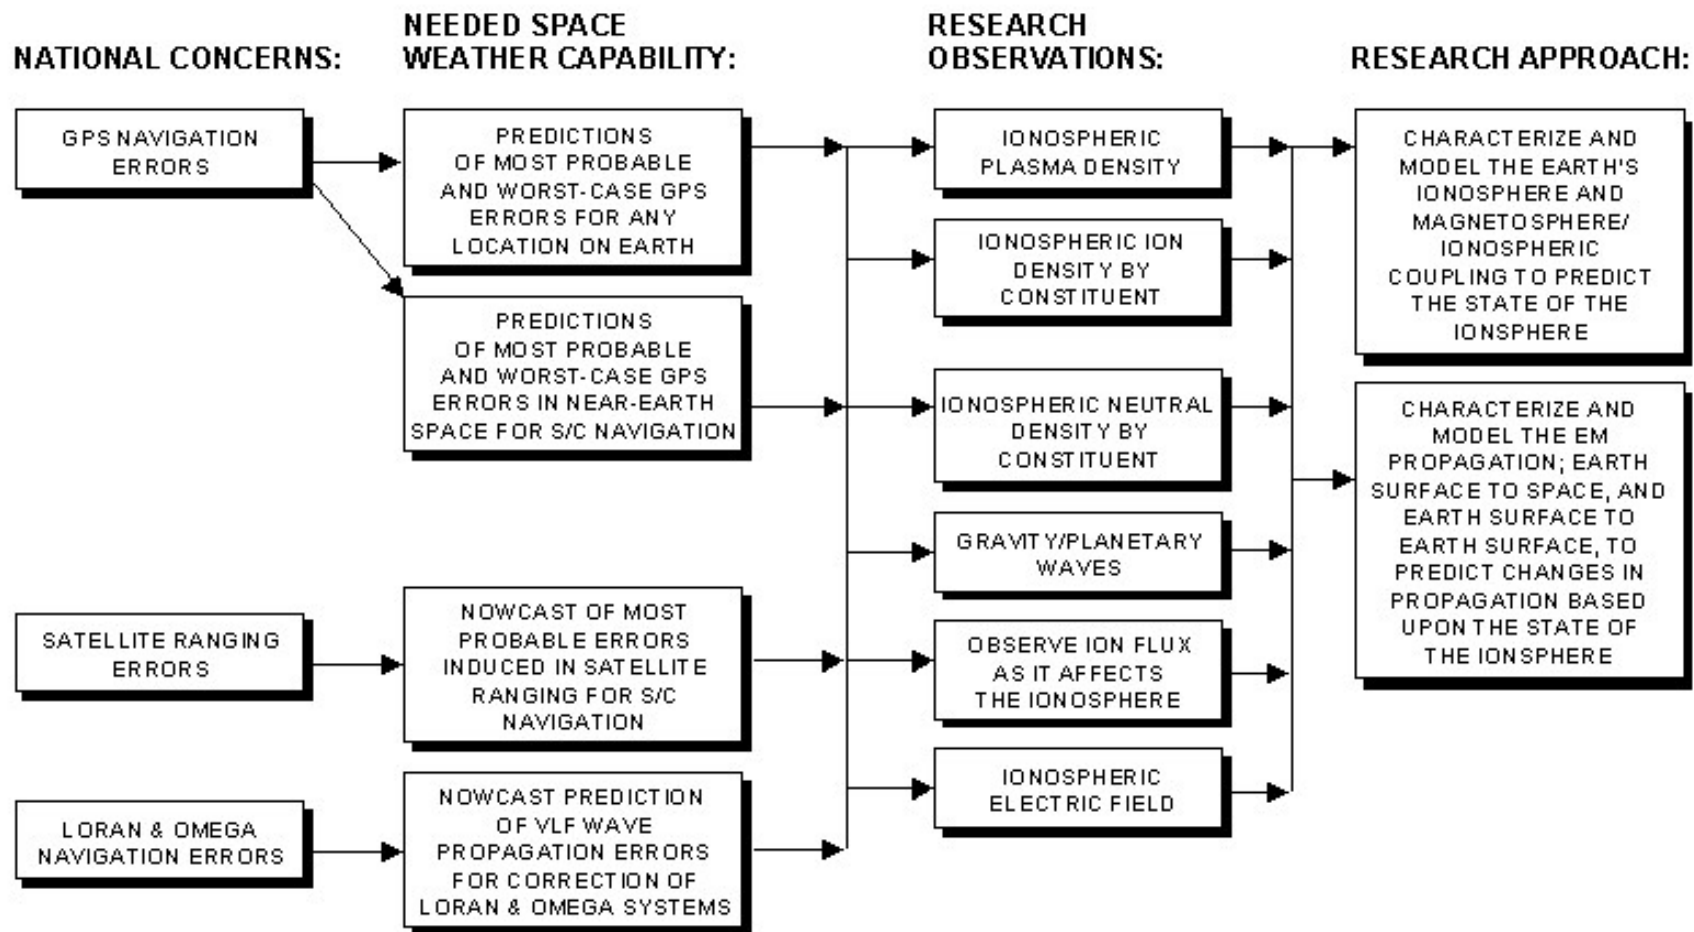 NATIONAL CONCERNS:
NEEDED SPACE
WEATHER CAPABILITY:
RESEARCH
OBSERVATIONS:
RESEARCH APPROACH:
GPS NAVIGATION
ERRORS
SATELLITE RANGING
ERRORS
LORAN & OMEGA
NAVIGATION ERRORS
PREDICTIONS
OF MOST PROBABLE
AND WORST-CASE GPS
ERRORS FOR ANY
LOCATION ON EARTH
PREDICTIONS
OF MOST PROBABLE
AND WORST-CASE GPS
ERRORS IN NEAR-EARTH
SPACE FOR S/C NAVIGATION
NOWCAST OF MOST
PROBABLE ERRORS
INDUCED IN SATELLITE
RANGING FOR S/C
NAVIGATION
NOWCAST PREDICTION
OF VLF WAVE
PROPAGATION ERRORS
FOR CORRECTION OF
LORAN & OMEGA SYSTEMS
IONOSPHERIC
PLASMA DENSITY
IONOSPHERIC ION
DENSITY BY
CONSTITUENT
IONOSPHERIC NEUTRAL
DENSITY BY
CONSTITUENT
GRAVITY/PLANETARY
WAVES
OBSERVE ION FLUX
AS IT AFFECTS
THE IONOSPHERE
IONOSPHERIC
ELECTRIC FIELD
CHARACTERIZE AND
MODEL THE EARTH'S
IONOSPHERE AND
MAGNETOSPHERE/
IONOSPHERIC
COUPLING TO PREDICT
THE STATE OF THE
IONSPHERE
CHARACTERIZE AND
MODEL THE EM
PROPAGATION; EARTH
SURFACE TO SPACE, AND
EARTH SURFACE TO
EARTH SURFACE, TO
PREDICT CHANGES IN
PROPAGATION BASED
UPON THE STATE OF
THE IONSPHERE